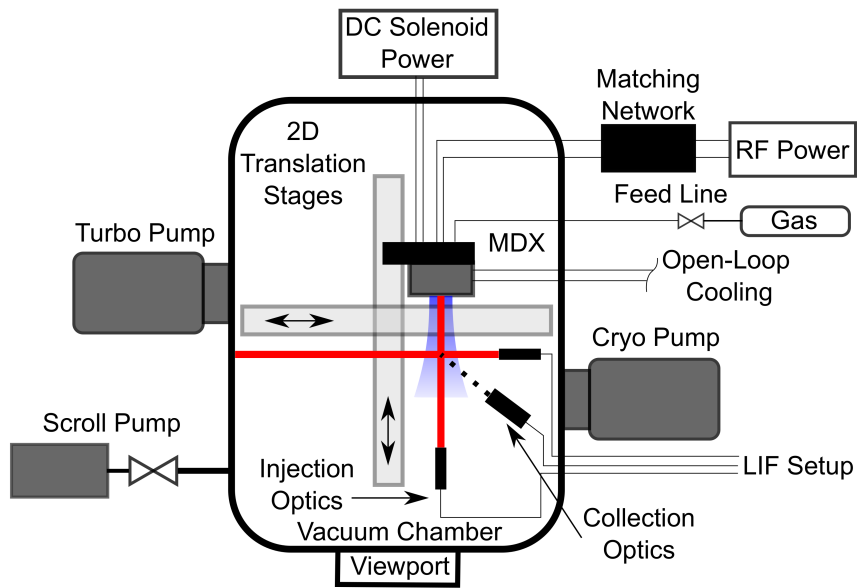 DC Solenoid
Power
Matching
Network
RF Power
2D
Translation
Stages
Feed Line
Gas
Turbo Pump
MDX
Open-Loop
Cooling
Cryo Pump
Scroll Pump
Injection
Optics
LIF Setup
Collection
Optics
Vacuum Chamber
Viewport